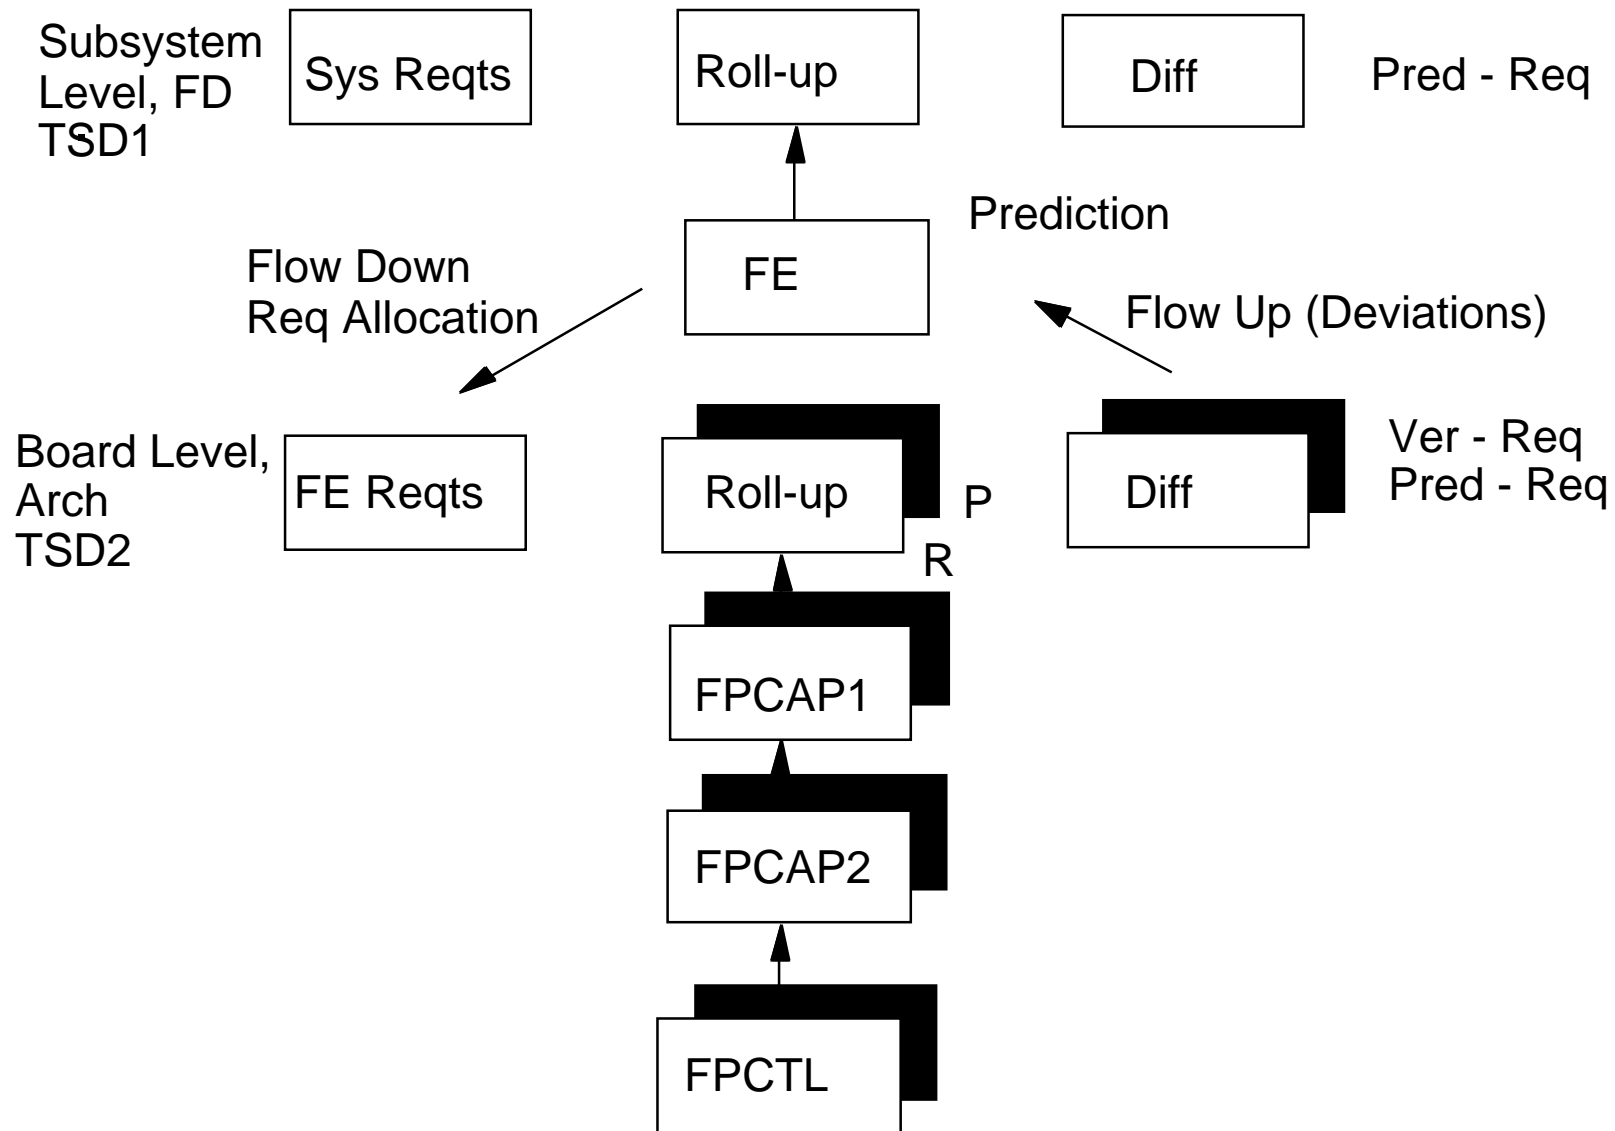 Subsystem
Level, FD
TSD1
Sys Reqts
Roll-up
Diff
Pred - Req
Prediction
FE
Flow Down
Req Allocation
Flow Up (Deviations)
Board Level,
Arch
TSD2
FE Reqts
Roll-up
P
R
Diff
Ver - Req
Pred - Req
FPCAP1
FPCAP2
FPCTL